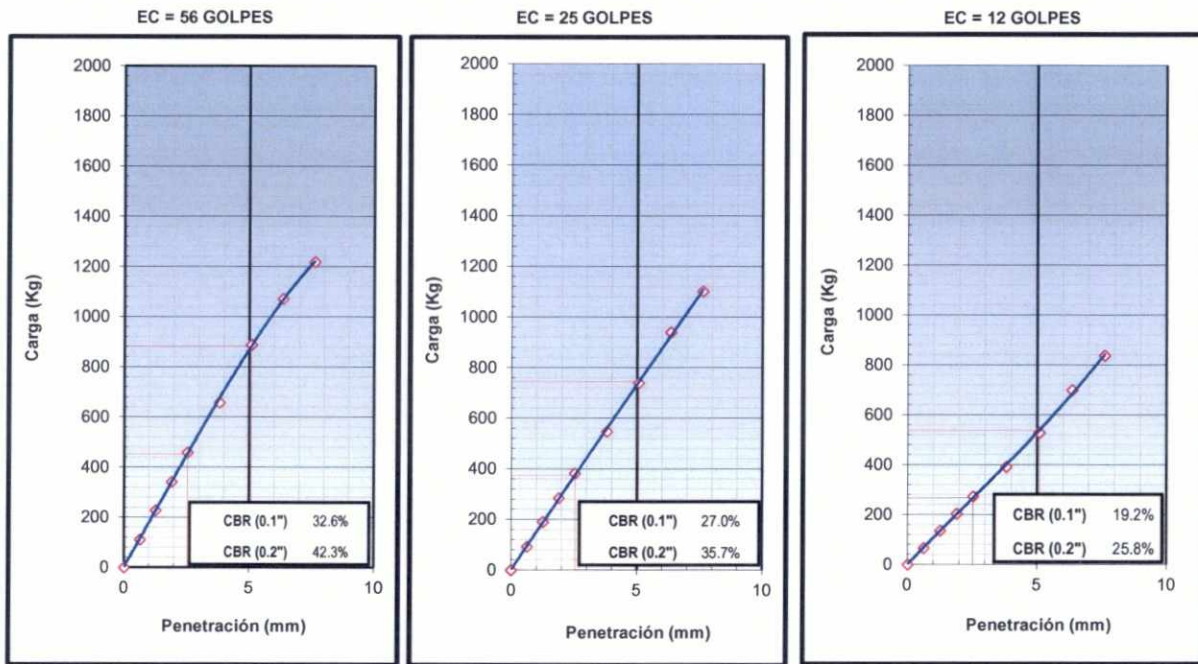 EC = 56 GOLPES
2000
1800
1600
1400
1200
1000
800
600
400
200
0
0
5
10
Carga (Kg)
Penetración (mm)
CBR (0.1") 32.6%
CBR (0.2") 42.3%
EC = 25 GOLPES
2000
1800
1600
1400
1200
1000
800
600
400
200
0
0
5
10
Carga (Kg)
Penetración (mm)
CBR (0.1") 27.0%
CBR (0.2") 35.7%
EC = 12 GOLPES
2000
1800
1600
1400
1200
1000
800
600
400
200
0
0
5
10
Carga (Kg)
Penetración (mm)
CBR (0.1") 19.2%
CBR (0.2") 25.8%